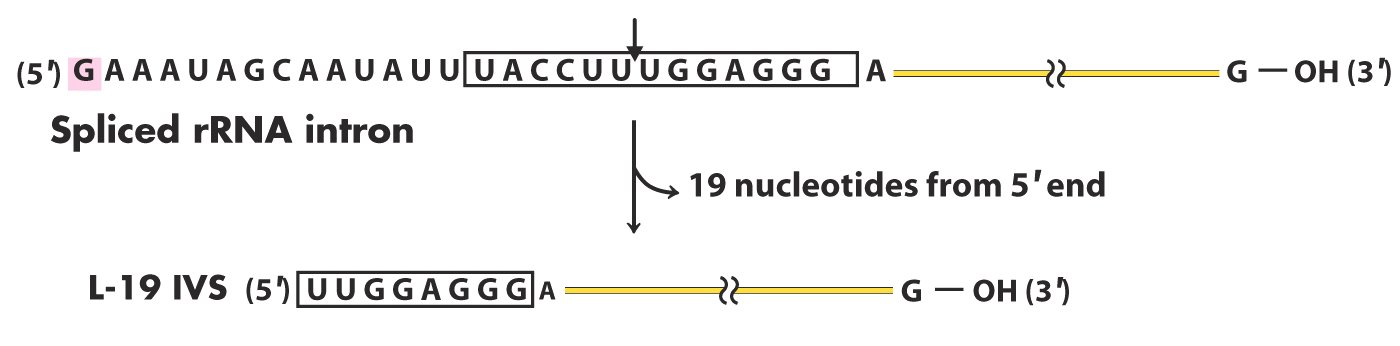 (5′) G A A A U A G C A A U A U U U A C C U U U G G A G G G A G — OH (3′)
Spliced rRNA intron
19 nucleotides from 5′ end
L-19 IVS (5′) U U G G A G G G A G — OH (3′)